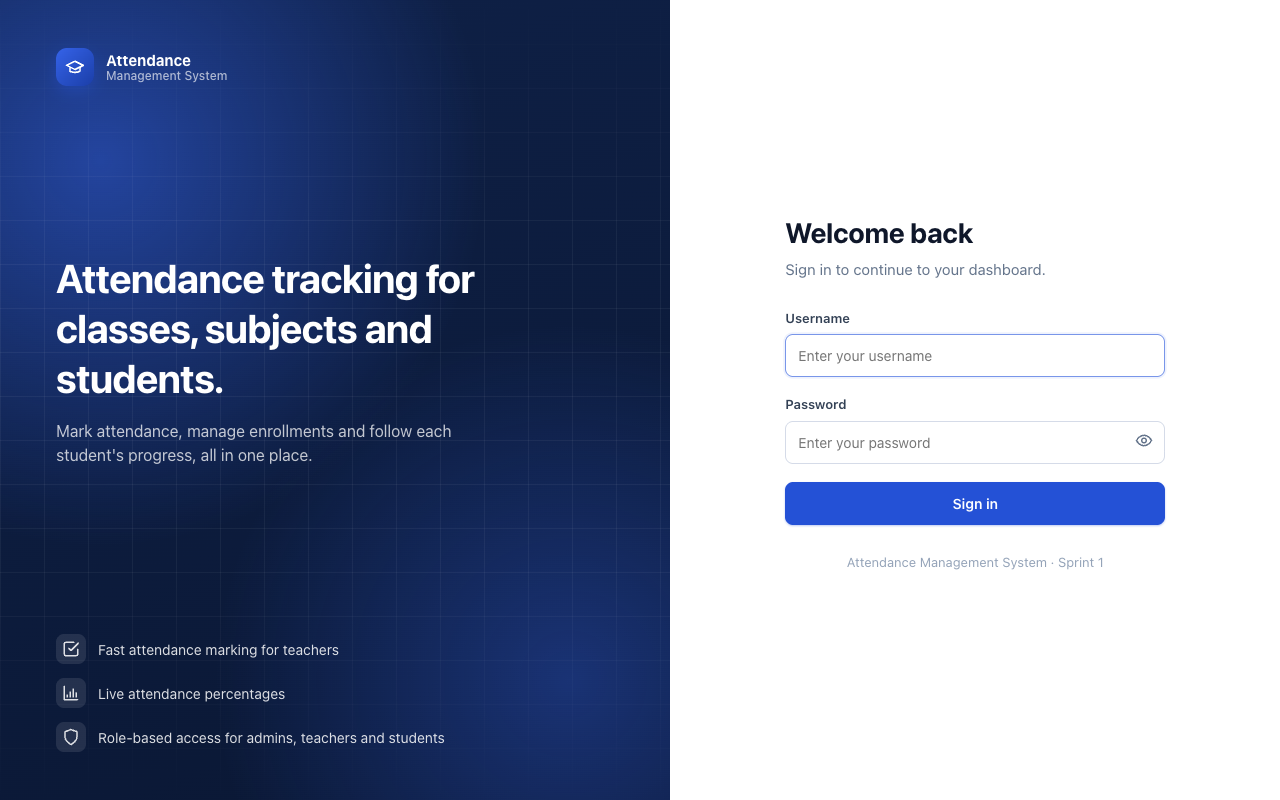 Attendance
Management System
Attendance tracking for
classes, subjects and
students.
Mark attendance, manage enrollments and follow each
student's progress, all in one place.
Fast attendance marking for teachers
Live attendance percentages
Role-based access for admins, teachers and students
Welcome back
Sign in to continue to your dashboard.
Username
Enter your username
Password
Enter your password
Sign in
Attendance Management System · Sprint 1